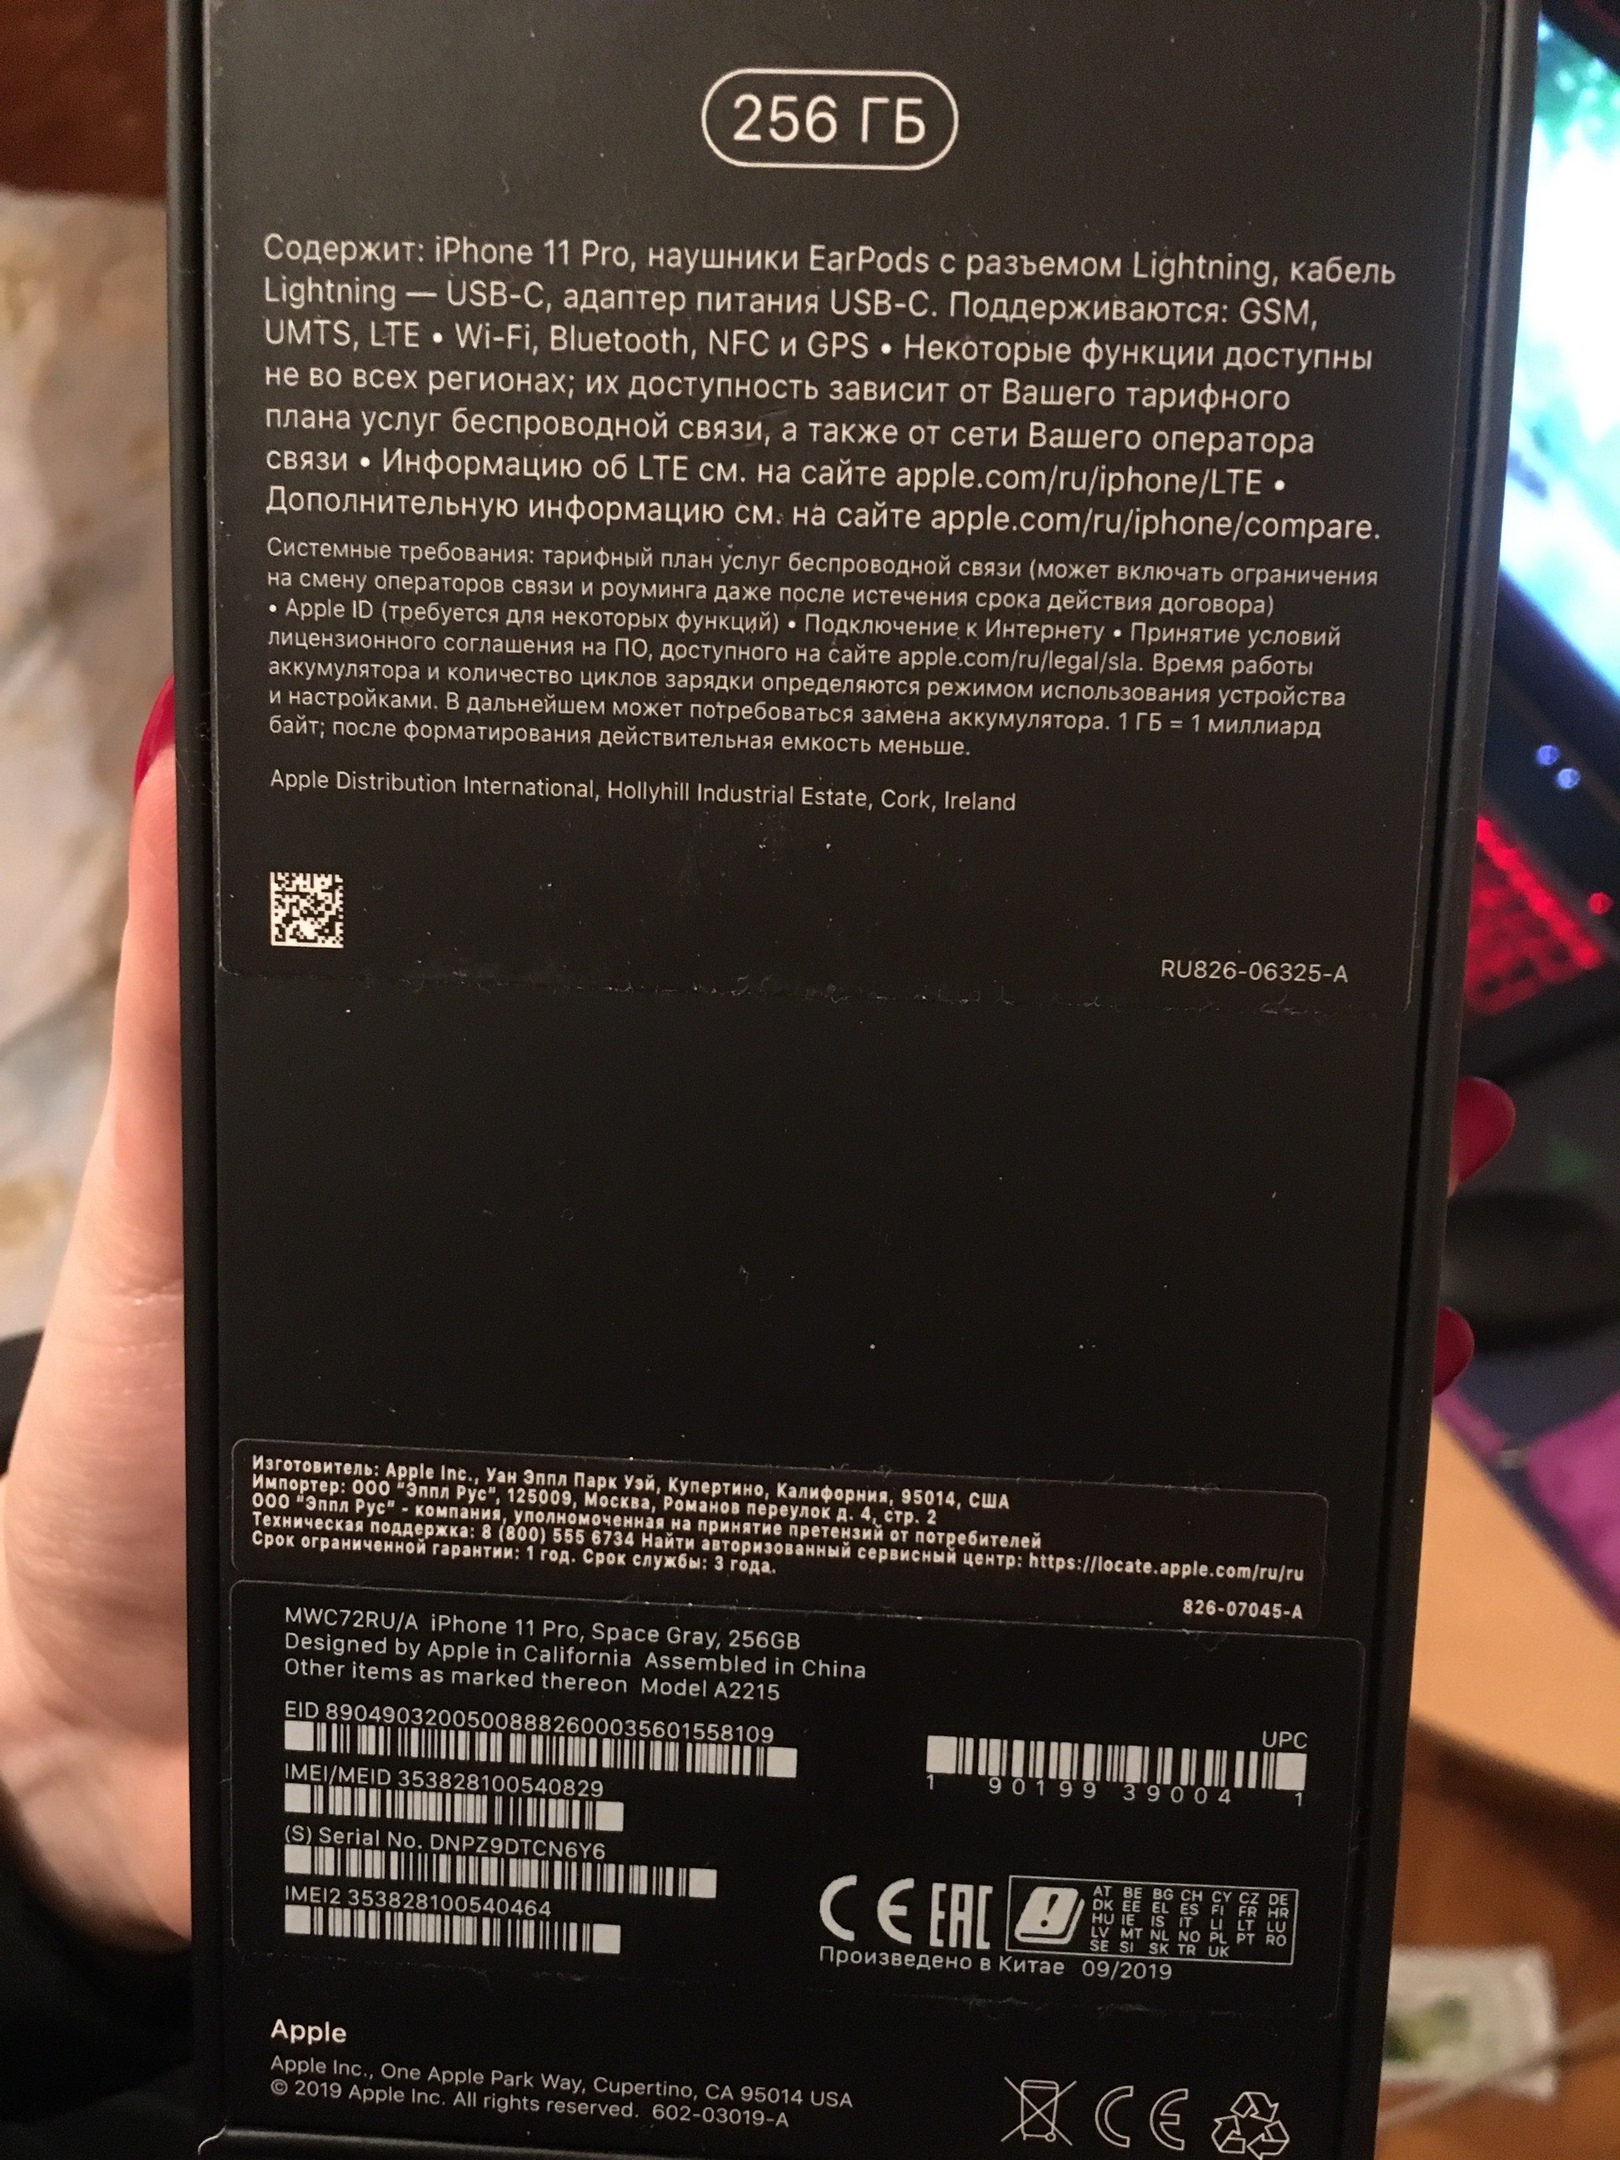 256 ГБ
Содержит: iPhone 11 Pro, наушники EarPods с разъемом Lightning, кабель
Lightning — USB-C, адаптер питания USB-C. Поддерживаются: GSM,
UMTS, LTE • Wi-Fi, Bluetooth, NFC и GPS • Некоторые функции доступны
не во всех регионах; их доступность зависит от Вашего тарифного
плана услуг беспроводной связи, а также от сети Вашего оператора
связи • Информацию об LTE см. на сайте apple.com/ru/iphone/LTE •
Дополнительную информацию см. на сайте apple.com/ru/iphone/compare.
Системные требования: тарифный план услуг беспроводной связи (может включать ограничения
на смену операторов связи и роуминга даже после истечения срока действия договора)
• Apple ID (требуется для некоторых функций) • Подключение к Интернету • Принятие условий
лицензионного соглашения на ПО, доступного на сайте apple.com/ru/legal/sla. Время работы
аккумулятора и количество циклов зарядки определяются режимом использования устройства
и настройками. В дальнейшем может потребоваться замена аккумулятора. 1 ГБ = 1 миллиард
байт; после форматирования действительная емкость меньше.
Apple Distribution International, Hollyhill Industrial Estate, Cork, Ireland
RU826-06325-A
Изготовитель: Apple Inc., Уан Эппл Парк Уэй, Купертино, Калифорния, 95014, США
Импортер: ООО "Эппл Рус", 125009, Москва, Романов переулок д. 4, стр. 2
ООО "Эппл Рус" - компания, уполномоченная на принятие претензий от потребителей
Техническая поддержка: 8 (800) 555 6734 Найти авторизованный сервисный центр: https://locate.apple.com/ru/ru
Срок ограниченной гарантии: 1 год. Срок службы: 3 года.
826-07045-A
MWC72RU/A iPhone 11 Pro, Space Gray, 256GB
Designed by Apple in California Assembled in China
Other items as marked thereon Model A2215
EID 89049032005008882600035601558109
UPC
1 90199 39004 1
IMEI/MEID 353828100540829
(S) Serial No. DNPZ9DTCN6Y6
IMEI2 353828100540464
CE EAC
AT BE BG CH CY CZ DE
DK EE EL ES FI FR HR
HU IE IS IT LI LT LU
LV MT NL NO PL PT RO
SE SI SK TR UK
Произведено в Китае 09/2019
Apple
Apple Inc., One Apple Park Way, Cupertino, CA 95014 USA
© 2019 Apple Inc. All rights reserved. 602-03019-A
CE